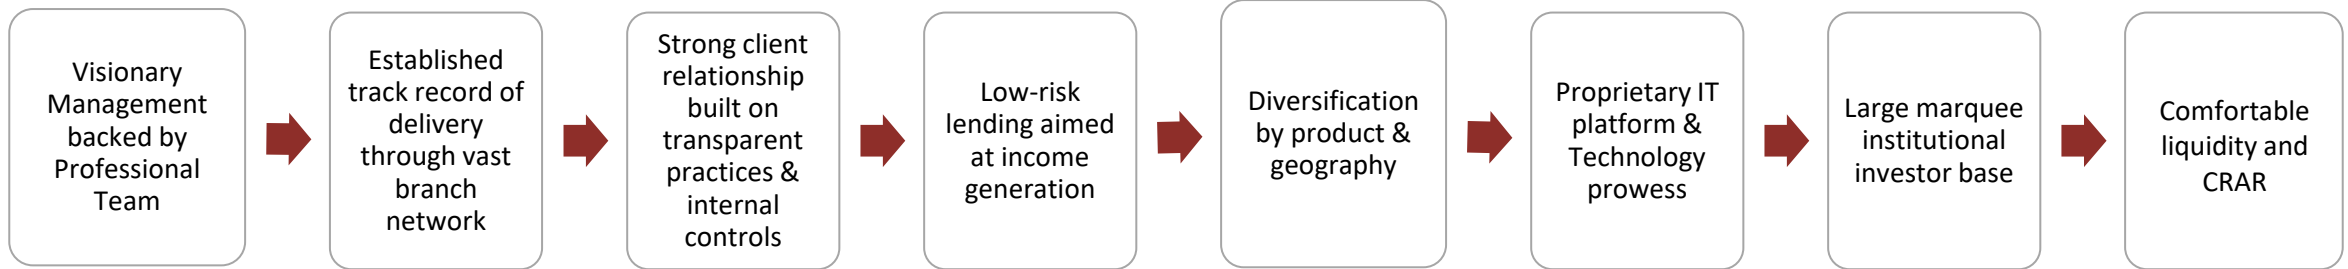 Visionary
Management
backed by
Professional
Team
Established
track record of
delivery
through vast
branch
network
Strong client
relationship
built on
transparent
practices &
internal
controls
Low-risk
lending aimed
at income
generation
Diversification
by product &
geography
Proprietary IT
platform &
Technology
prowess
Large marquee
institutional
investor base
Comfortable
liquidity and
CRAR